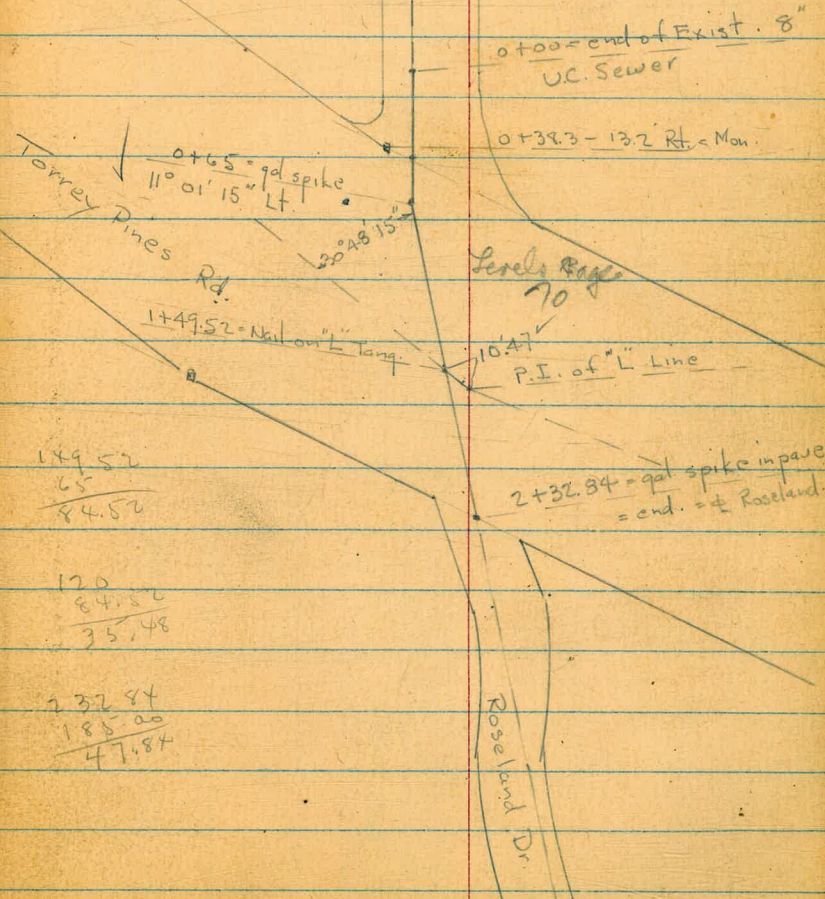 0+00 = end of Exist. 8"
V.C. Sewer
0+38.3 - 13.2 Rt. = Mon.
0+65 = gal spike
11° 01' 15" Lt.
Torrey Pines Rd.
30°48'15"
Levels Page
70
1+49.52 = Nail on "L" Tang.
10.47'
P.I. of "L" Line
2+32.84 = gal spike in pave
= end. = ℄ Roseland
149.52
65
84.52
120
84.52
35.48
232 84
185 00
47.84
Roseland Dr.